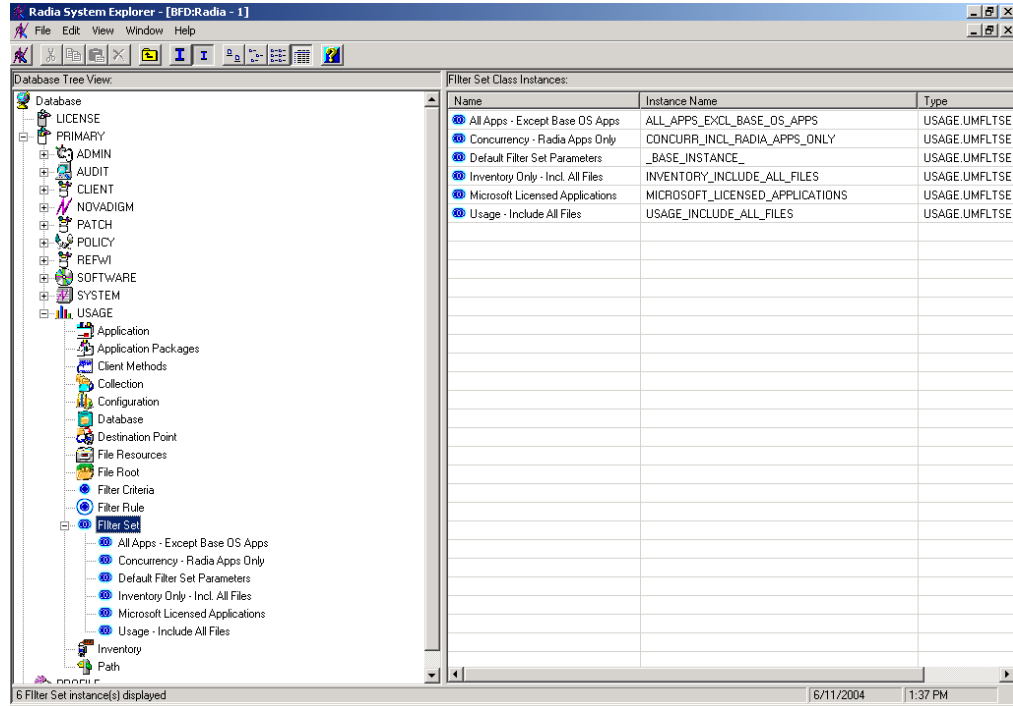 Radia System Explorer - [BFD:Radia - 1]
File Edit View Window Help
Database Tree View:
Database
LICENSE
PRIMARY
ADMIN
AUDIT
CLIENT
NOVADIGM
PATCH
POLICY
REFWI
SOFTWARE
SYSTEM
USAGE
Application
Application Packages
Client Methods
Collection
Configuration
Database
Destination Point
File Resources
File Root
Filter Criteria
Filter Rule
FIlter Set
All Apps - Except Base OS Apps
Concurrency - Radia Apps Only
Default Filter Set Parameters
Inventory Only - Incl. All Files
Microsoft Licensed Applications
Usage - Include All Files
Inventory
Path
FIlter Set Class Instances:
Name Instance Name Type
All Apps - Except Base OS Apps ALL_APPS_EXCL_BASE_OS_APPS USAGE.UMFLTSE
Concurrency - Radia Apps Only CONCURR_INCL_RADIA_APPS_ONLY USAGE.UMFLTSE
Default Filter Set Parameters _BASE_INSTANCE_ USAGE.UMFLTSE
Inventory Only - Incl. All Files INVENTORY_INCLUDE_ALL_FILES USAGE.UMFLTSE
Microsoft Licensed Applications MICROSOFT_LICENSED_APPLICATIONS USAGE.UMFLTSE
Usage - Include All Files USAGE_INCLUDE_ALL_FILES USAGE.UMFLTSE
6 FIlter Set instance(s) displayed 6/11/2004 1:37 PM